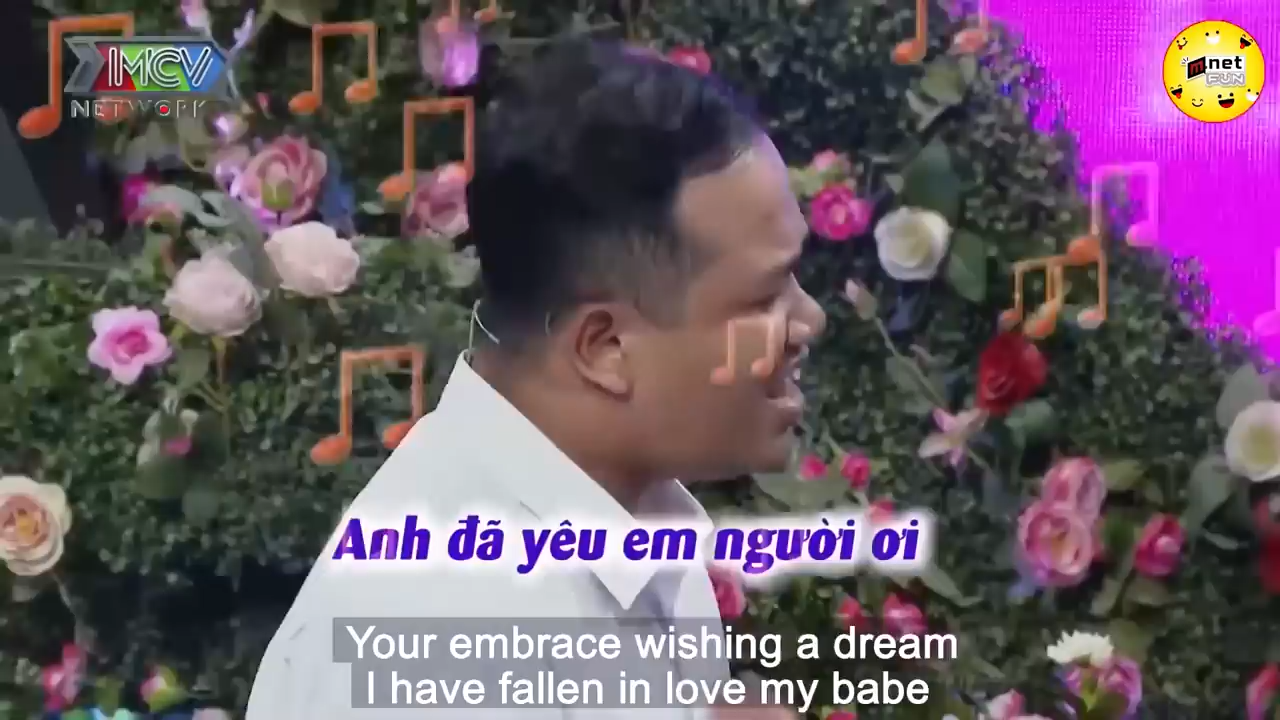 MCV
NETWORK
mnet
FUN
Anh đã yêu em người ơi
Your embrace wishing a dream
I have fallen in love my babe